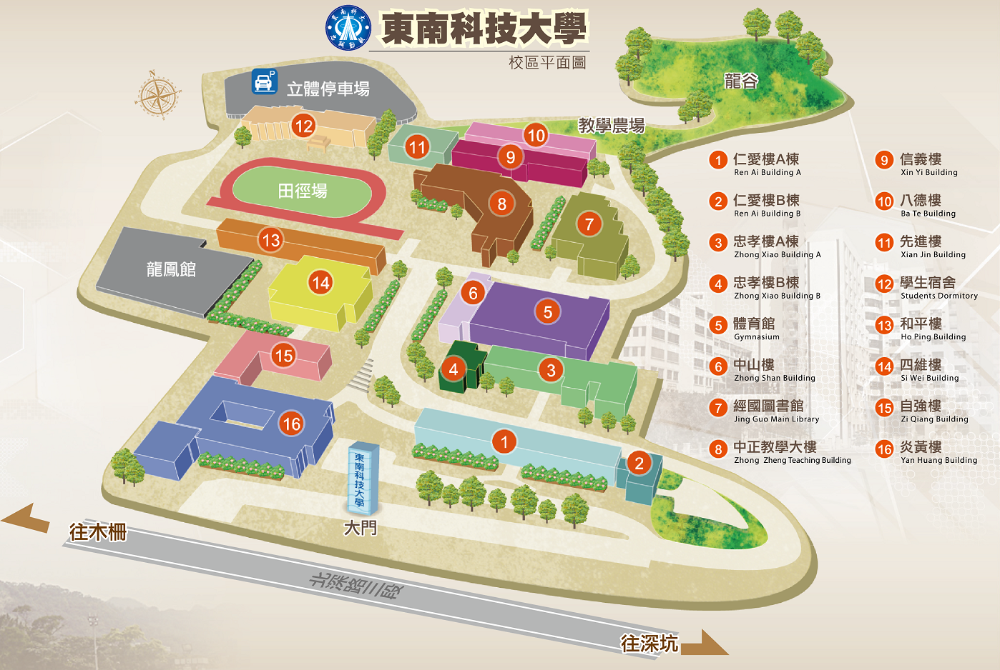 東南科大
東南科技大學
校區平面圖
N
P
立體停車場
龍谷
教學農場
12
11
10
9
8
7
田徑場
13
龍鳳館
14
6
5
15
4
3
16
1
2
東南科技大學
大門
往木柵
北深路三段
往深坑
1 仁愛樓A棟
Ren Ai Building A
2 仁愛樓B棟
Ren Ai Building B
3 忠孝樓A棟
Zhong Xiao Building A
4 忠孝樓B棟
Zhong Xiao Building B
5 體育館
Gymnasium
6 中山樓
Zhong Shan Building
7 經國圖書館
Jing Guo Main Library
8 中正教學大樓
Zhong Zheng Teaching Building
9 信義樓
Xin Yi Building
10 八德樓
Ba Te Building
11 先進樓
Xian Jin Building
12 學生宿舍
Students Dormitory
13 和平樓
Ho Ping Building
14 四維樓
Si Wei Building
15 自強樓
Zi Qiang Building
16 炎黃樓
Yan Huang Building